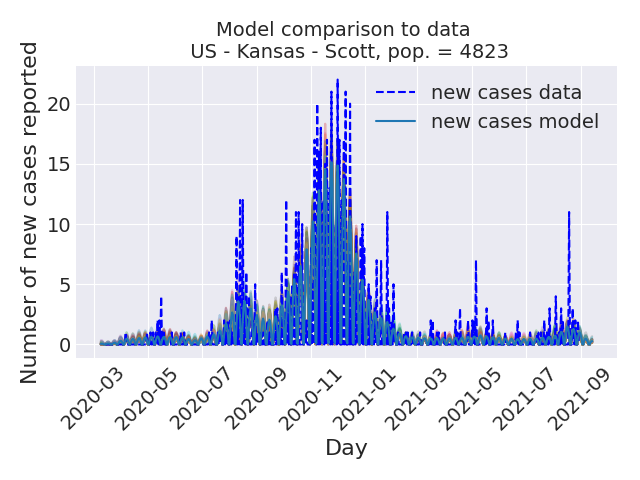 Model comparison to data
US - Kansas - Scott, pop. = 4823
Number of new cases reported
20
15
10
5
0
new cases data
new cases model
2020-03
2020-05
2020-07
2020-09
2020-11
2021-01
2021-03
2021-05
2021-07
2021-09
Day